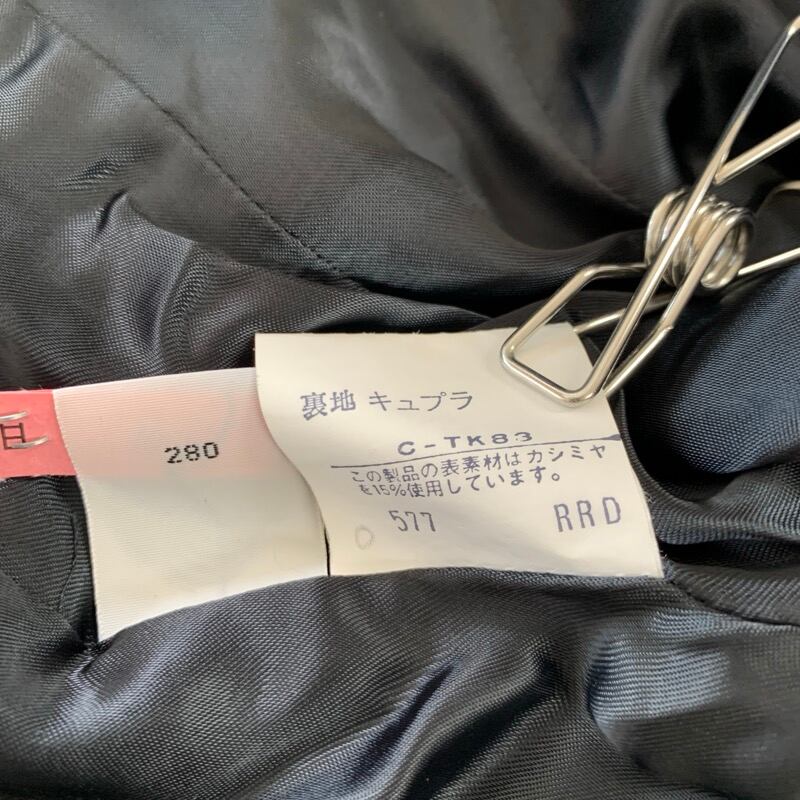 日
280
裏地 キュプラ
C-TK83
この製品の表素材はカシミヤ
を15%使用しています。
577 RRD